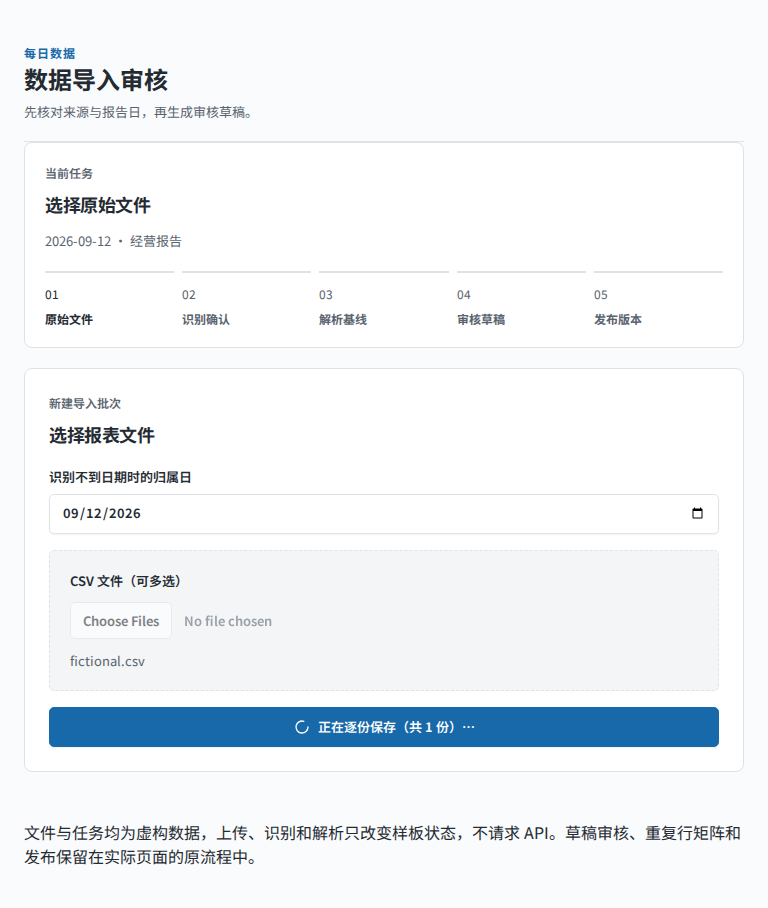 每日数据
数据导入审核
先核对来源与报告日，再生成审核草稿。
当前任务
选择原始文件
2026-09-12 · 经营报告
01 02 03 04 05
原始文件 识别确认 解析基线 审核草稿 发布版本
新建导入批次
选择报表文件
识别不到日期时的归属日
09/12/2026
CSV 文件（可多选）
Choose Files No file chosen
fictional.csv
正在逐份保存（共 1 份）…
文件与任务均为虚构数据，上传、识别和解析只改变样板状态，不请求 API。草稿审核、重复行矩阵和
发布保留在实际页面的原流程中。